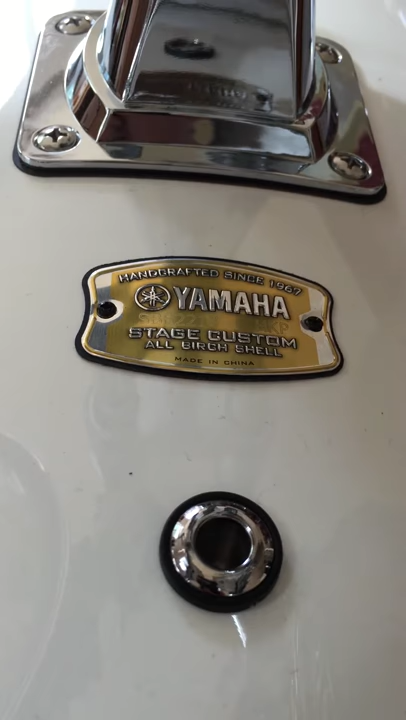 HANDCRAFTED SINCE 1967
YAMAHA
STAGE CUSTOM
ALL BIRCH SHELL
MADE IN CHINA